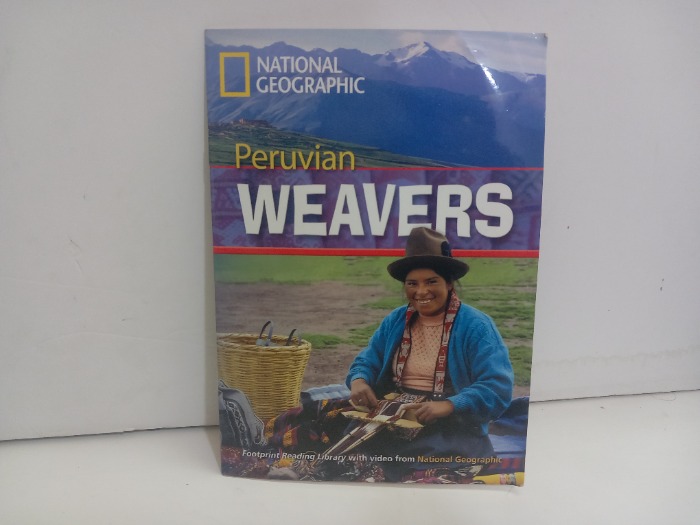 NATIONAL
GEOGRAPHIC
Peruvian
WEAVERS
Footprint Reading Library with video from National Geographic